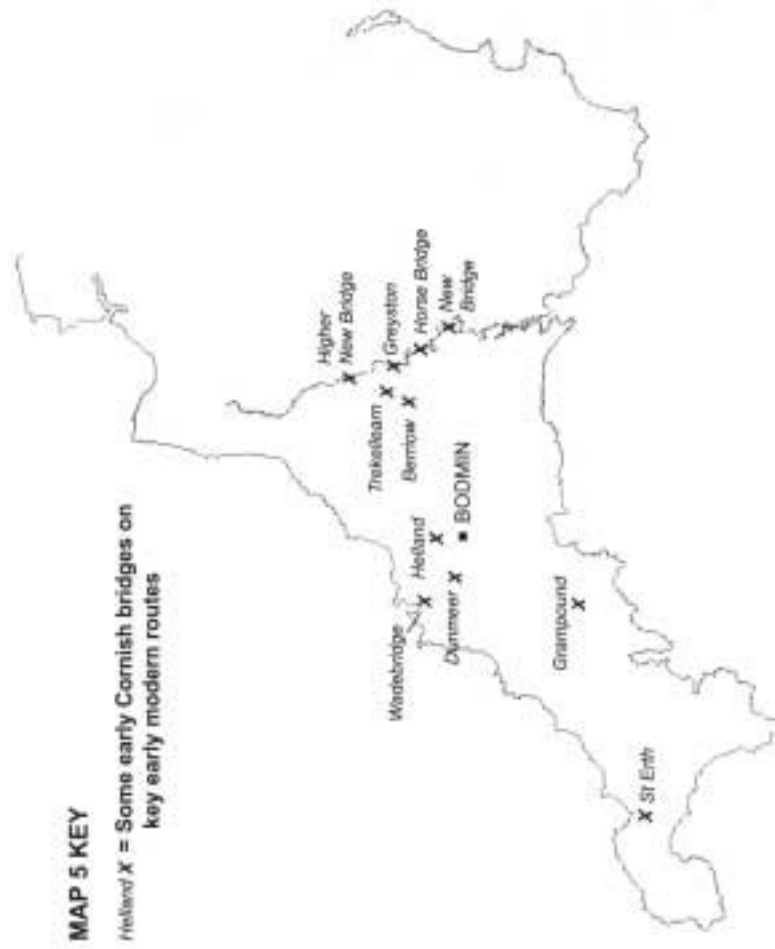 MAP 5 KEY
Helland X = Some early Cornish bridges on
key early modern routes
Higher
New Bridge
Greyston
Horse Bridge
New
Bridge
Trekelleam
Berriow
Helland
BODMIN
Wadebridge
Dunmeer
Grampound
St Erth